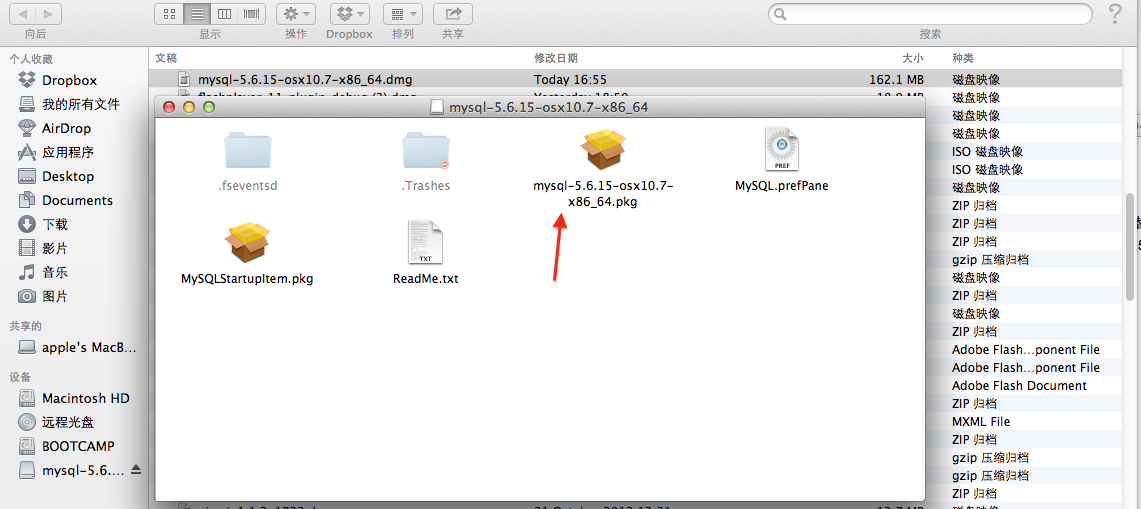 向后
显示
操作
Dropbox
排列
共享
搜索
个人收藏
Dropbox
我的所有文件
AirDrop
应用程序
Desktop
Documents
下载
影片
音乐
图片
共享的
apple's MacB...
设备
Macintosh HD
远程光盘
BOOTCAMP
mysql-5.6....
文稿
修改日期
大小
种类
mysql-5.6.15-osx10.7-x86_64.dmg
Today 16:55
162.1 MB
磁盘映像
磁盘映像
磁盘映像
磁盘映像
ISO 磁盘映像
ISO 磁盘映像
磁盘映像
ZIP 归档
ZIP 归档
ZIP 归档
gzip 压缩归档
磁盘映像
ZIP 归档
磁盘映像
ZIP 归档
Adobe Flash...ponent File
Adobe Flash...ponent File
Adobe Flash Document
ZIP 归档
MXML File
ZIP 归档
gzip 压缩归档
gzip 压缩归档
ZIP 归档
磁盘映像
mysql-5.6.15-osx10.7-x86_64
.fseventsd
.Trashes
mysql-5.6.15-osx10.7-
x86_64.pkg
PREF
MySQL.prefPane
MySQLStartupItem.pkg
TXT
ReadMe.txt